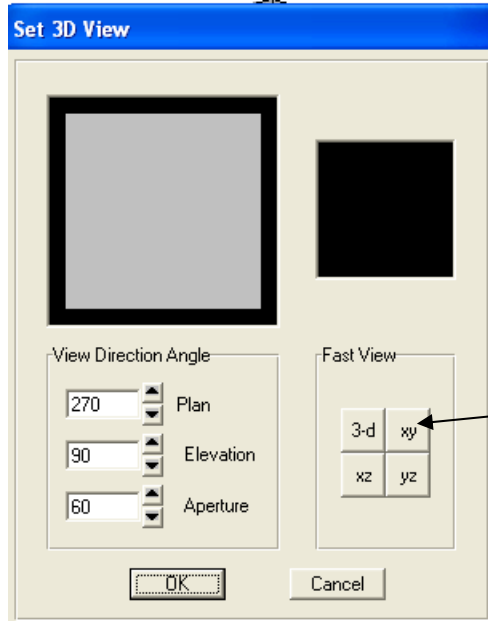 Set 3D View
View Direction Angle
270 Plan
90 Elevation
60 Aperture
Fast View
3-d xy
xz yz
OK Cancel